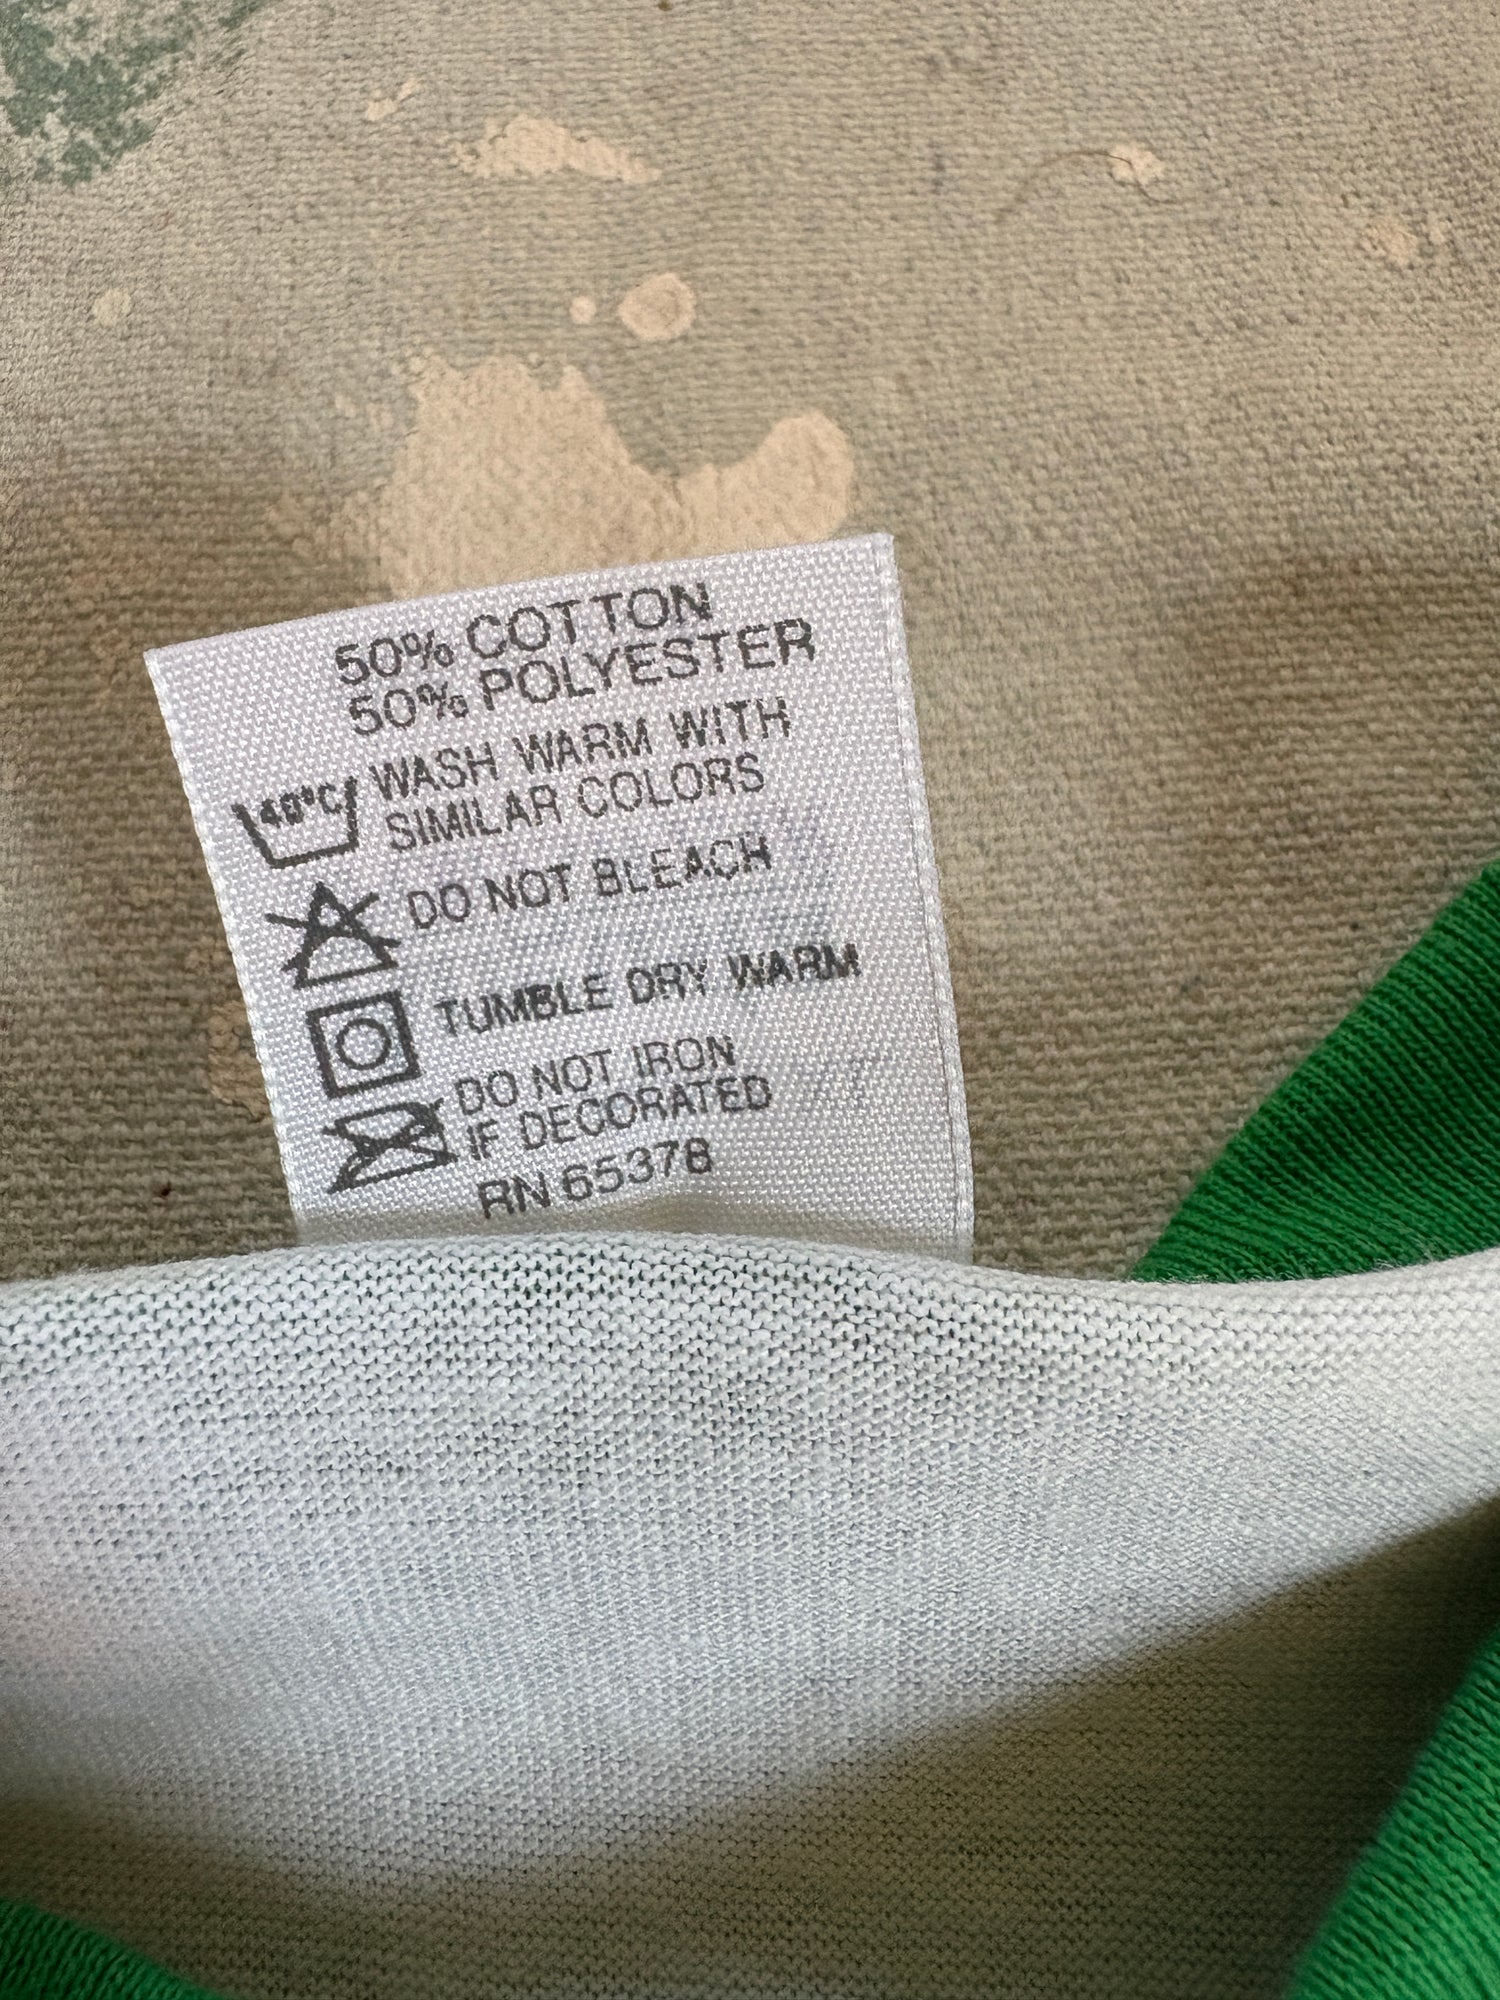 50% COTTON
50% POLYESTER
40°C WASH WARM WITH
SIMILAR COLORS
DO NOT BLEACH
TUMBLE DRY WARM
DO NOT IRON
IF DECORATED
RN 65378